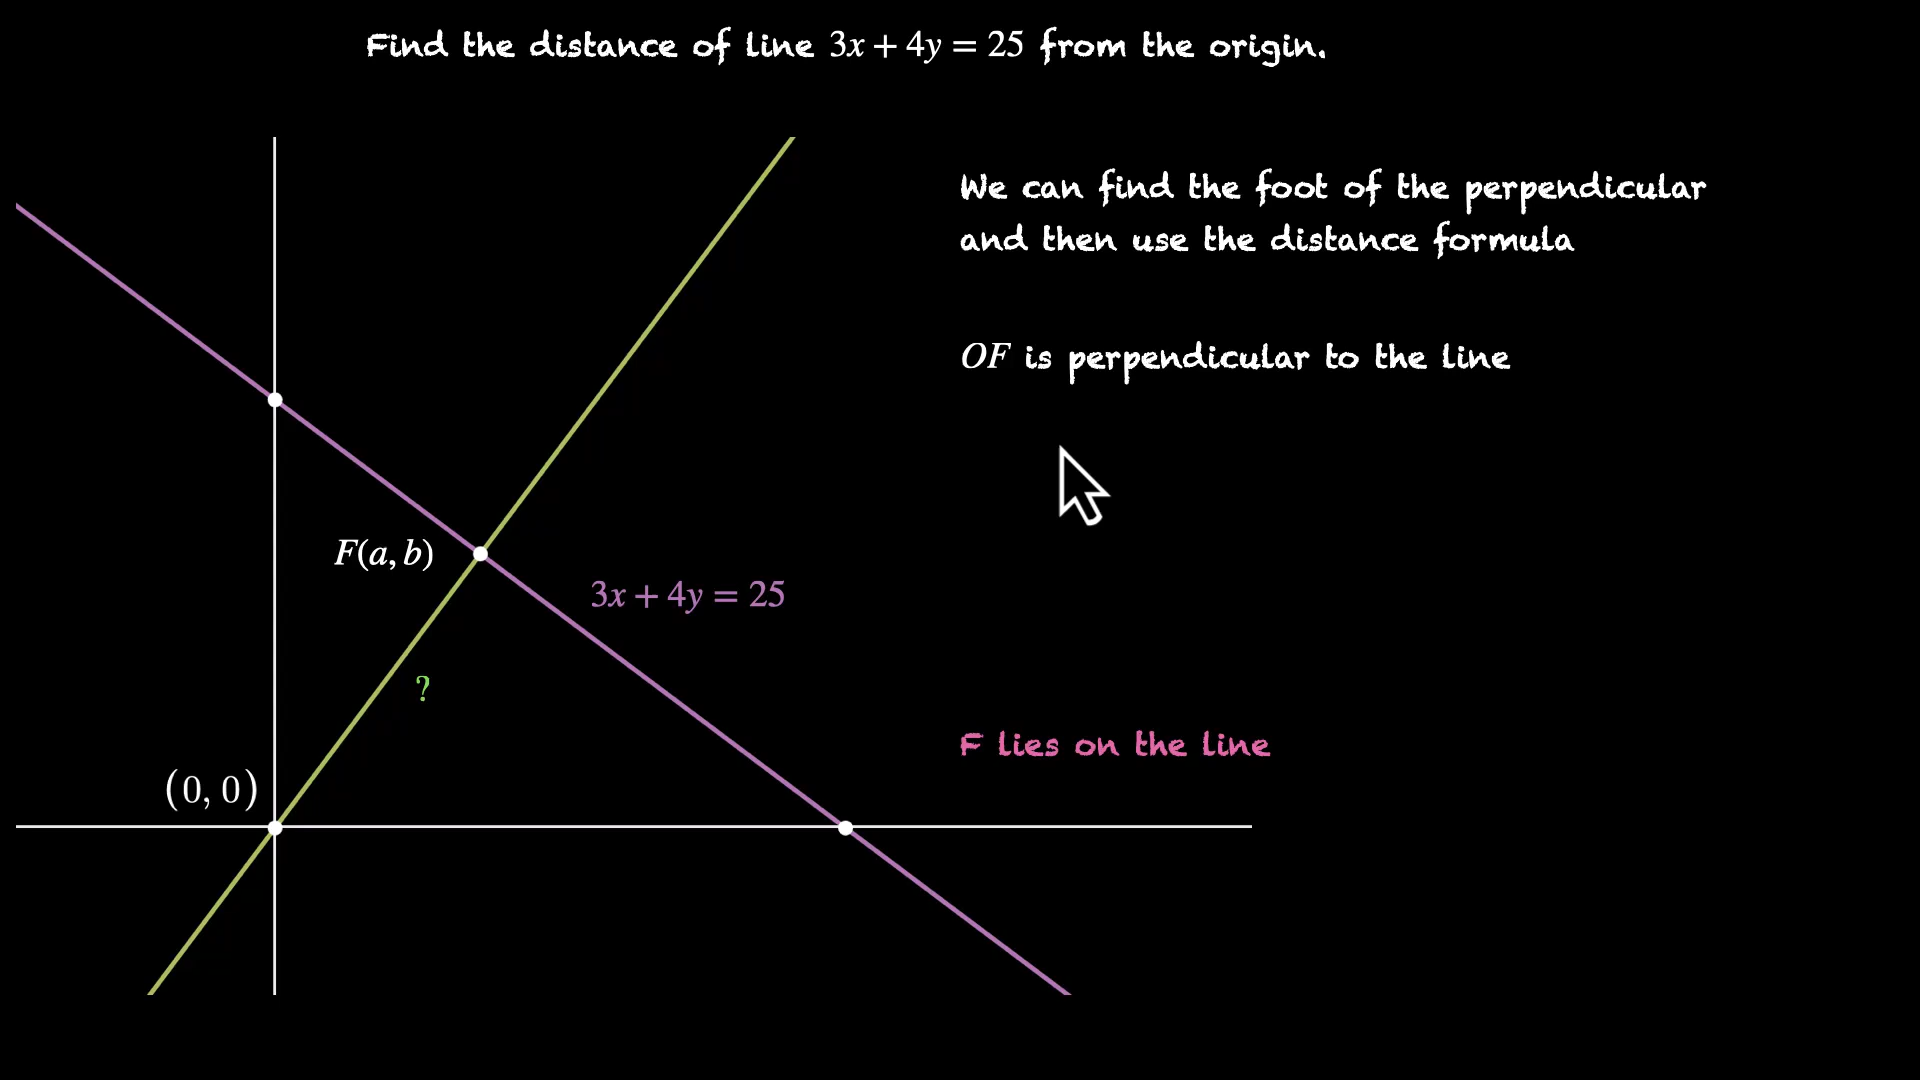 Find the distance of line 3x + 4y = 25 from the origin.
We can find the foot of the perpendicular
and then use the distance formula
OF is perpendicular to the line
F(a, b)
3x + 4y = 25
?
F lies on the line
(0, 0)